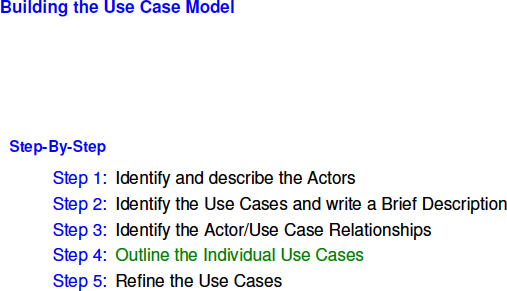 Building the Use Case Model
Step-By-Step
Step 1: Identify and describe the Actors
Step 2: Identify the Use Cases and write a Brief Description
Step 3: Identify the Actor/Use Case Relationships
Step 4: Outline the Individual Use Cases
Step 5: Refine the Use Cases